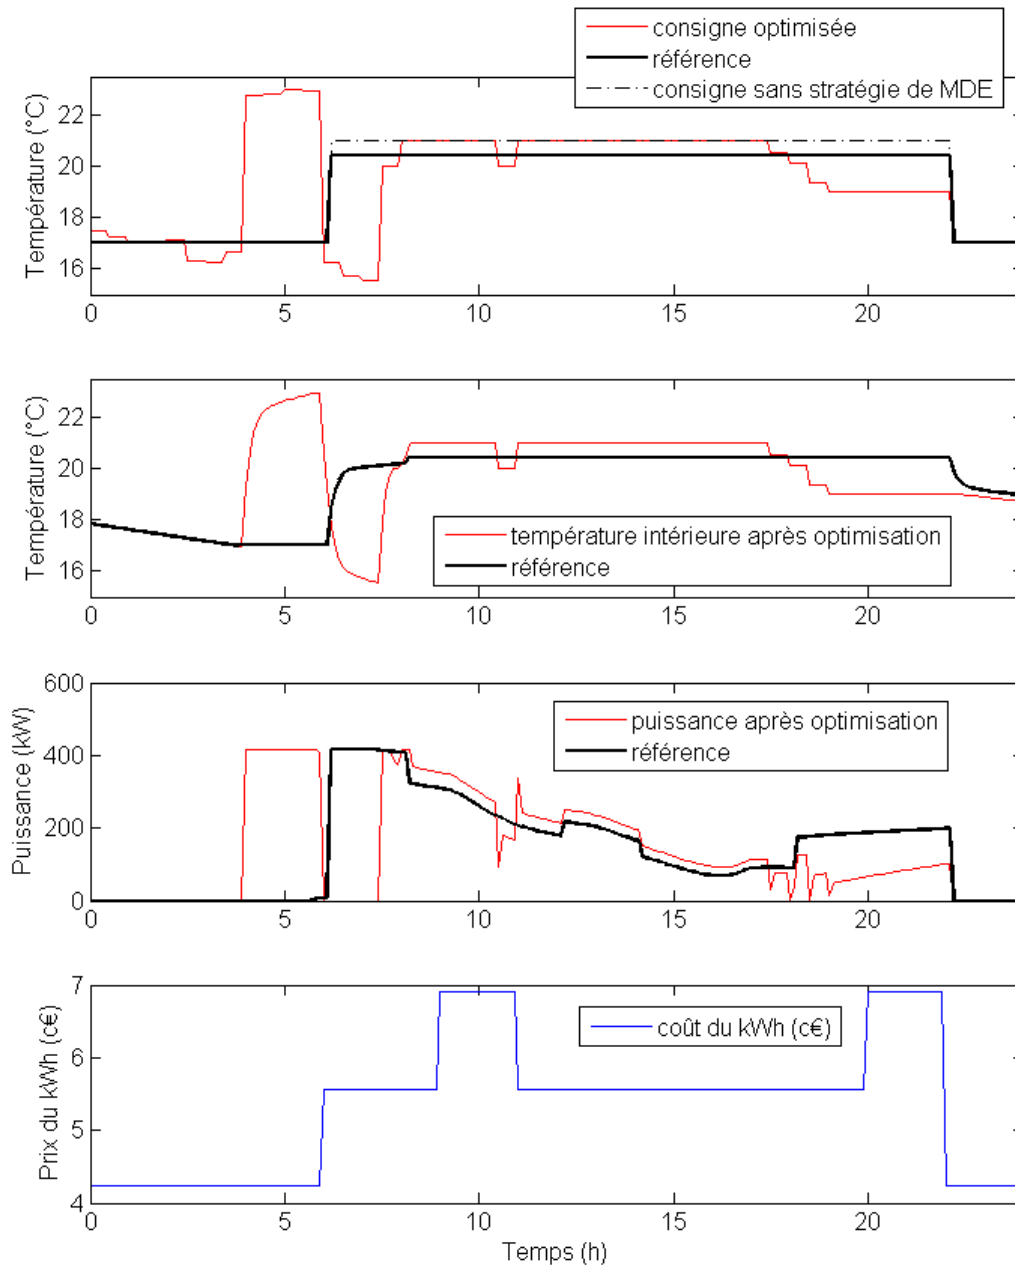 consigne optimisée
référence
consigne sans stratégie de MDE
Température (°C)
22
20
18
16
0 5 10 15 20
Température (°C)
22
20
18
16
température intérieure après optimisation
référence
0 5 10 15 20
Puissance (kW)
600
400
200
0
puissance après optimisation
référence
0 5 10 15 20
Prix du kWh (c€)
7
6
5
4
coût du kWh (c€)
0 5 10 15 20
Temps (h)